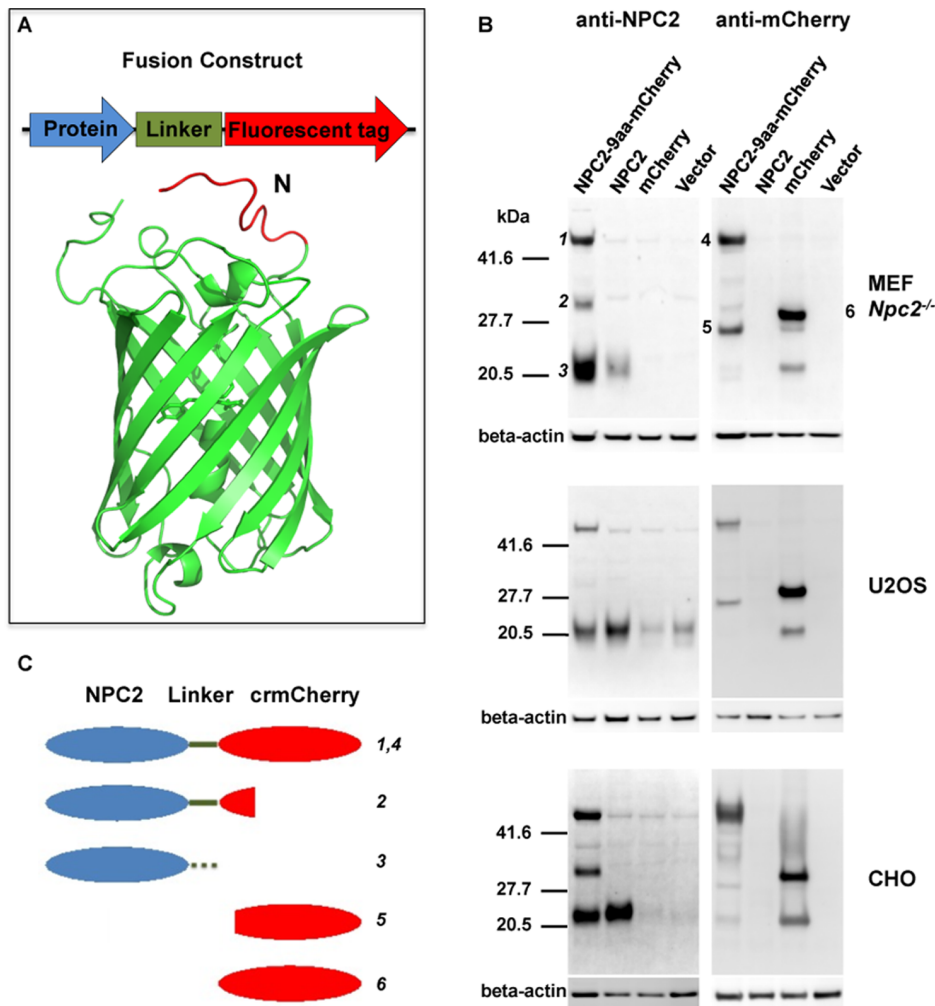 A
Fusion Construct
Protein Linker Fluorescent tag
N
B
anti-NPC2 anti-mCherry
NPC2-9aa-mCherry NPC2 mCherry Vector NPC2-9aa-mCherry NPC2 mCherry Vector
kDa
1 4
41.6
MEF
Npc2-/-
2 6
27.7 5
20.5 3
beta-actin
41.6
27.7
20.5
U2OS
beta-actin
41.6
27.7
20.5
CHO
beta-actin
C
NPC2 Linker crmCherry
1,4
2
3
5
6